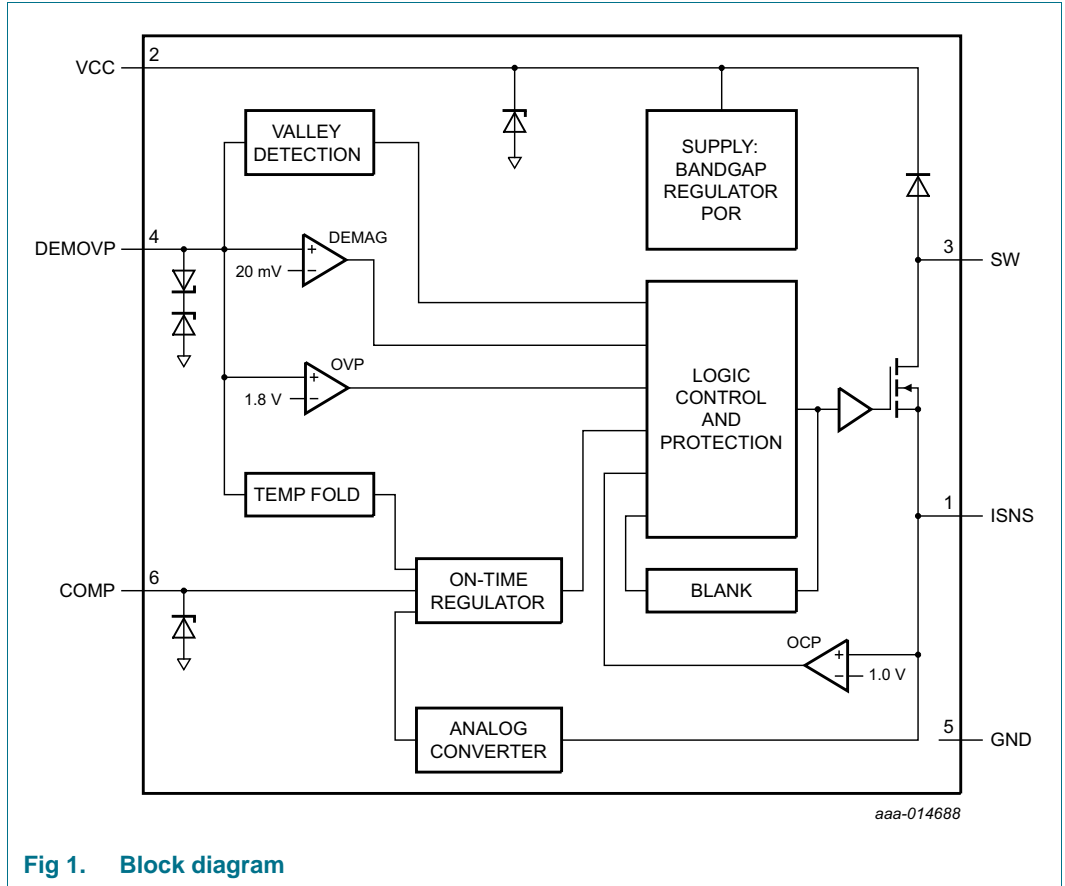 2
VCC
VALLEY
DETECTION
SUPPLY:
BANDGAP
REGULATOR
POR
4
DEMOVP
DEMAG
+
20 mV
−
3
SW
OVP
+
1.8 V
−
LOGIC
CONTROL
AND
PROTECTION
TEMP FOLD
1
ISNS
6
COMP
ON-TIME
REGULATOR
BLANK
OCP
+
− 1.0 V
ANALOG
CONVERTER
5
GND
aaa-014688
Fig 1. Block diagram